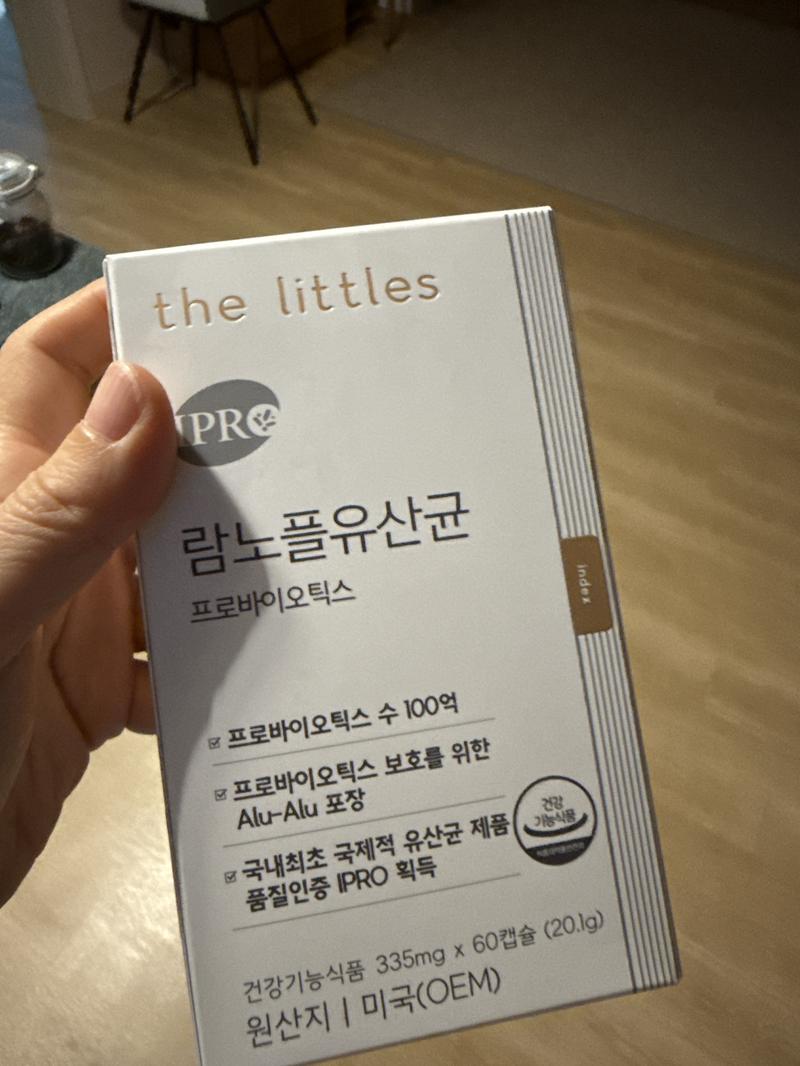 the littles
IPRO
람노플유산균
프로바이오틱스
index
프로바이오틱스 수 100억
프로바이오틱스 보호를 위한
Alu-Alu 포장
국내최초 국제적 유산균 제품
품질인증 IPRO 획득
건강
기능식품
건강기능식품 335mg x 60캡슐 (20.1g)
원산지 | 미국(OEM)